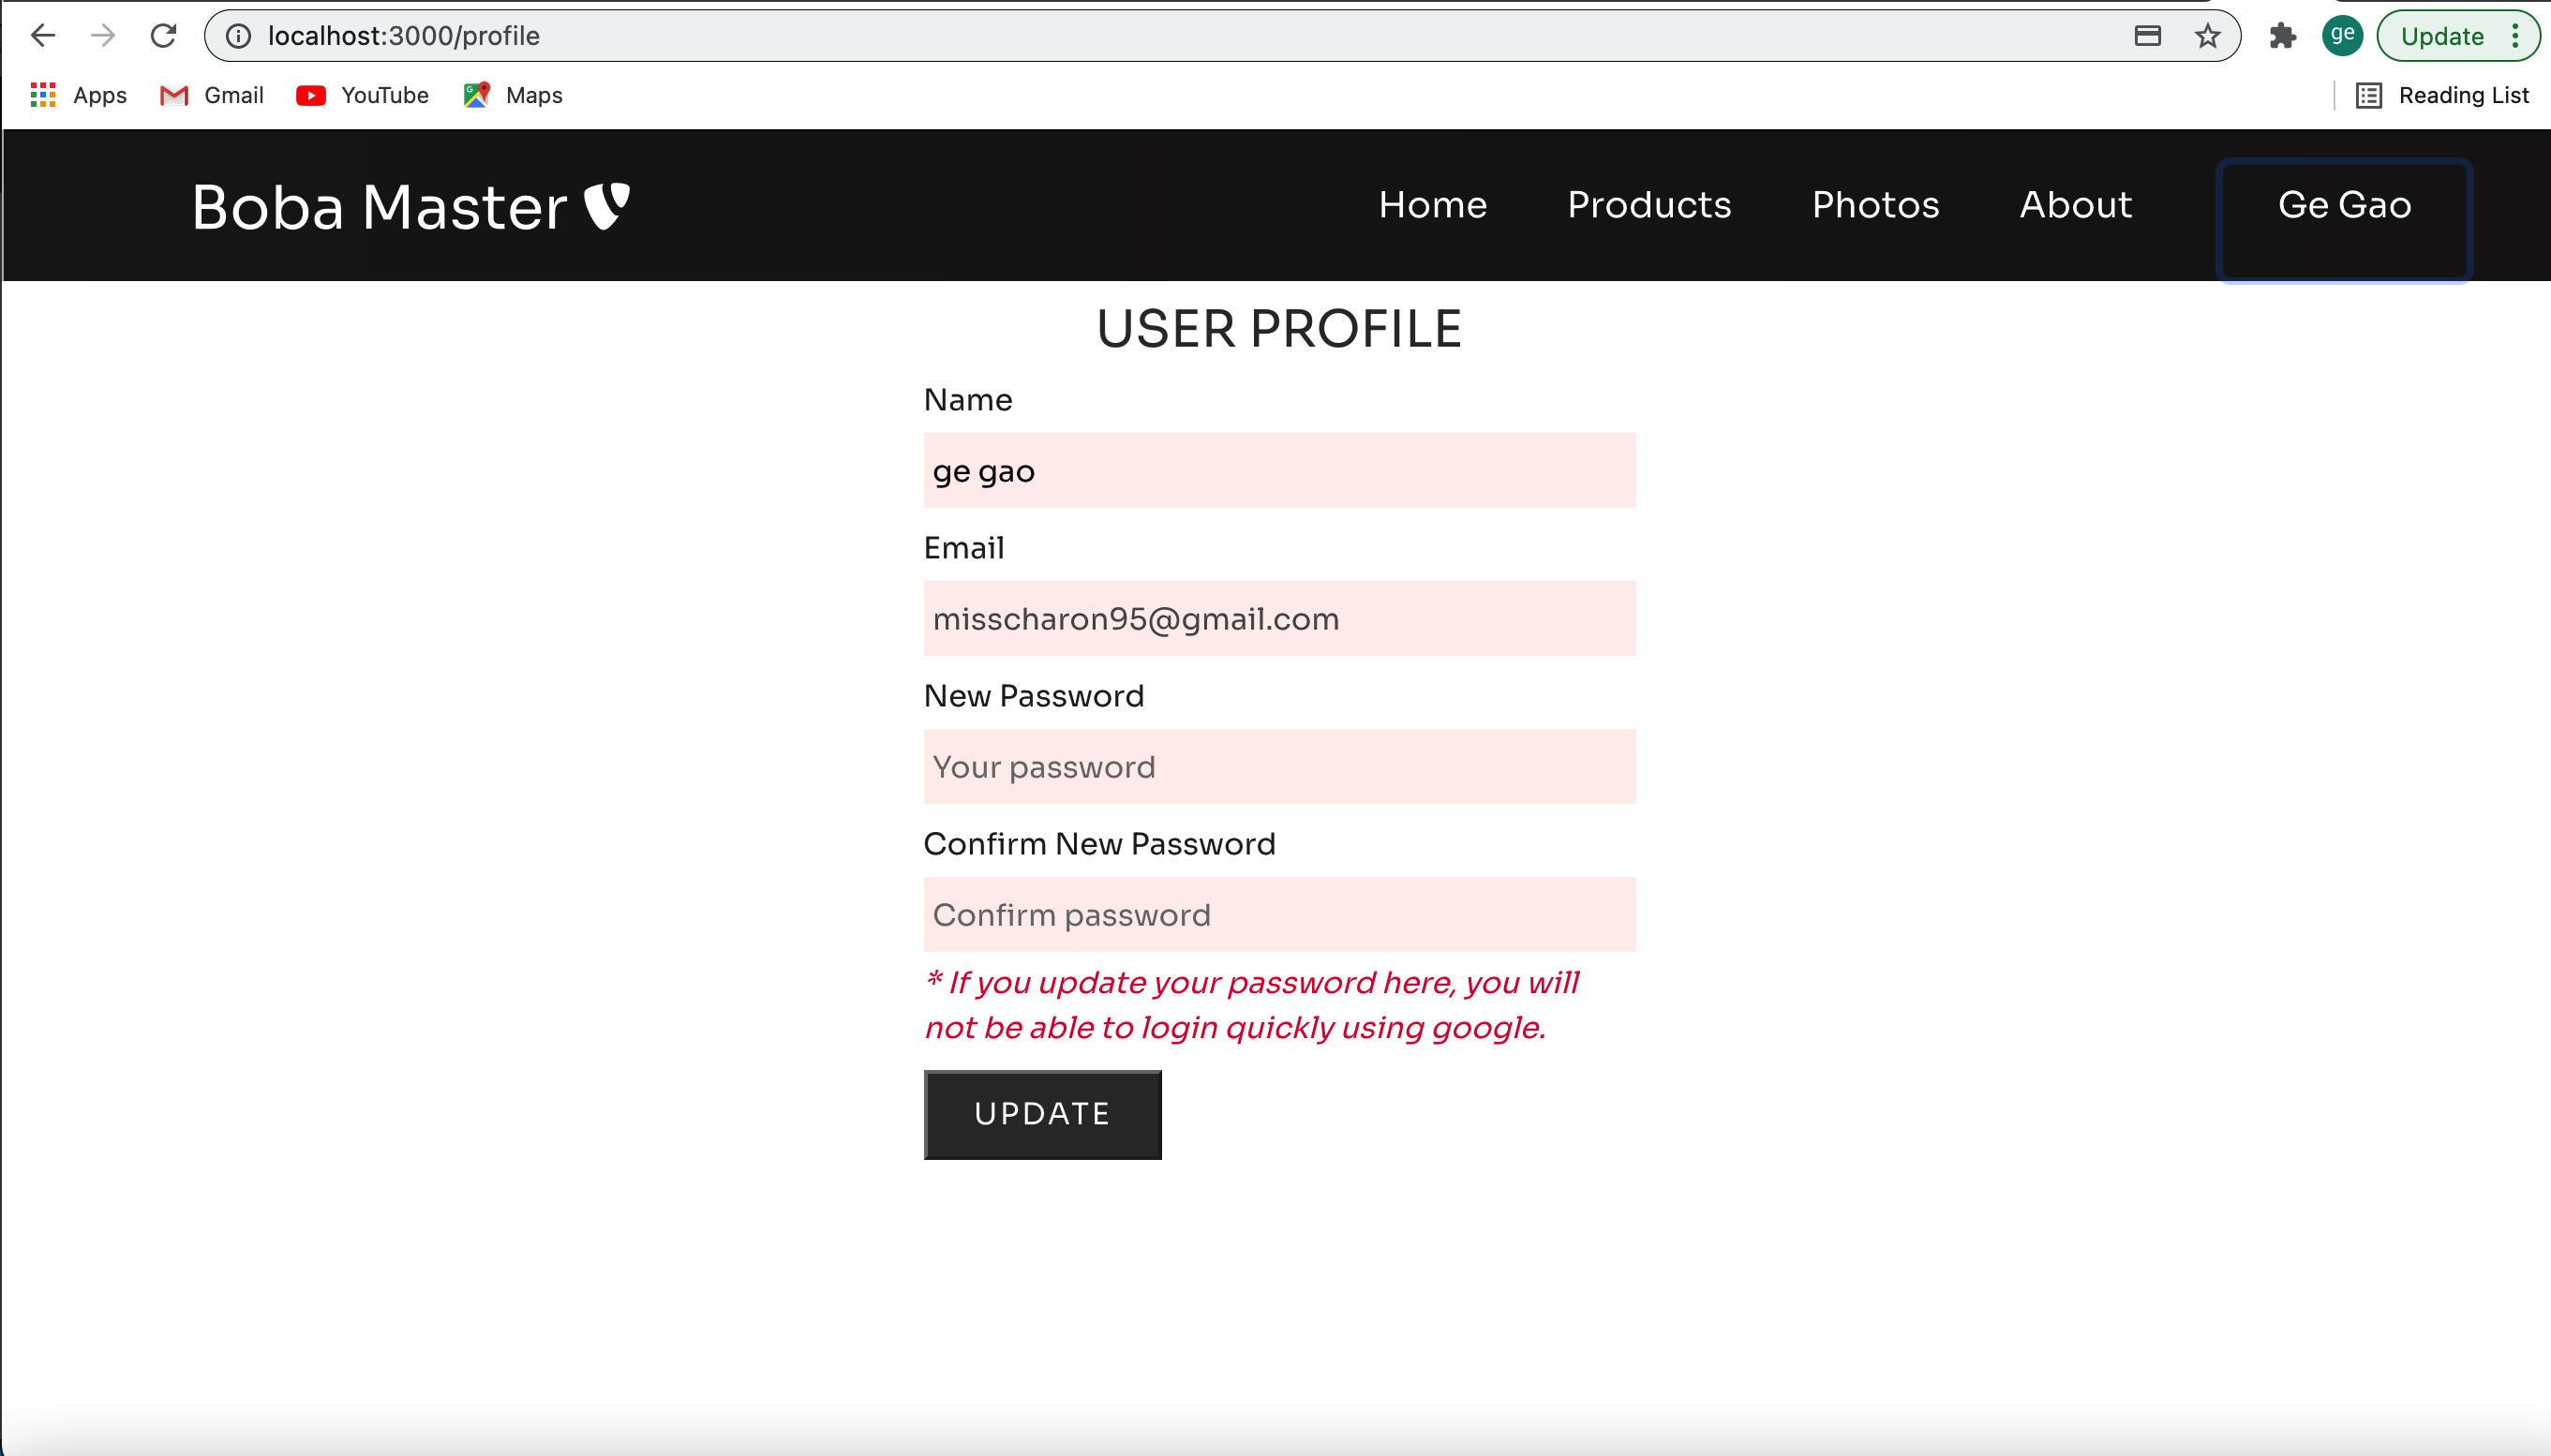 localhost:3000/profile
ge
Update
Apps
Gmail
YouTube
Maps
Reading List
Boba Master
Home
Products
Photos
About
Ge Gao
USER PROFILE
Name
ge gao
Email
misscharon95@gmail.com
New Password
Your password
Confirm New Password
Confirm password
* If you update your password here, you will
not be able to login quickly using google.
UPDATE